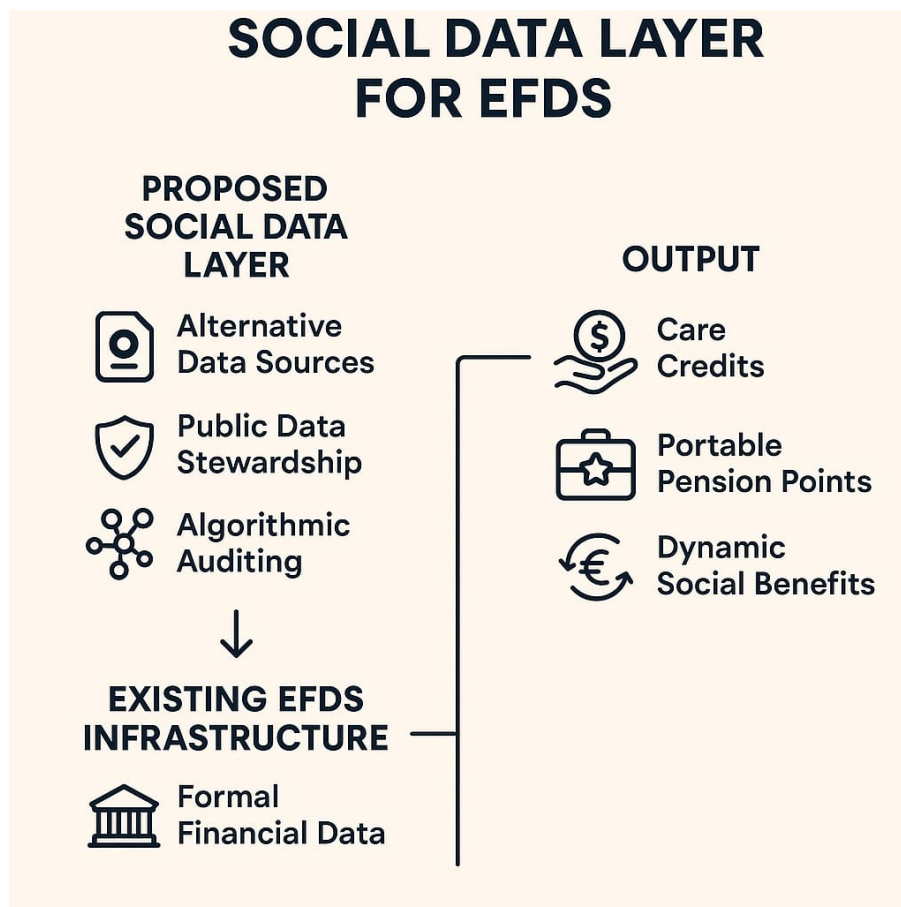 SOCIAL DATA LAYER
FOR EFDS
PROPOSED
SOCIAL DATA
LAYER
Alternative
Data Sources
Public Data
Stewardship
Algorithmic
Auditing
EXISTING EFDS
INFRASTRUCTURE
Formal
Financial Data
OUTPUT
$
Care
Credits
Portable
Pension Points
€
Dynamic
Social Benefits